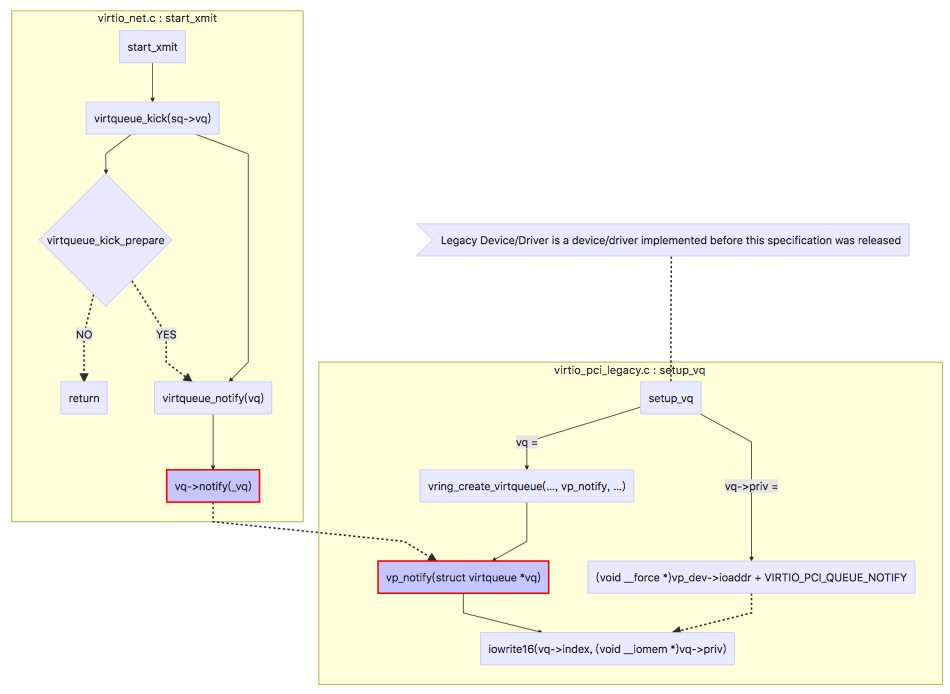 virtio_net.c : start_xmit
start_xmit
virtqueue_kick(sq->vq)
virtqueue_kick_prepare
NO
YES
return
virtqueue_notify(vq)
vq->notify(_vq)
Legacy Device/Driver is a device/driver implemented before this specification was released
virtio_pci_legacy.c : setup_vq
setup_vq
vq =
vring_create_virtqueue(..., vp_notify, ...)
vq->priv =
vp_notify(struct virtqueue *vq)
(void __force *)vp_dev->ioaddr + VIRTIO_PCI_QUEUE_NOTIFY
iowrite16(vq->index, (void __iomem *)vq->priv)